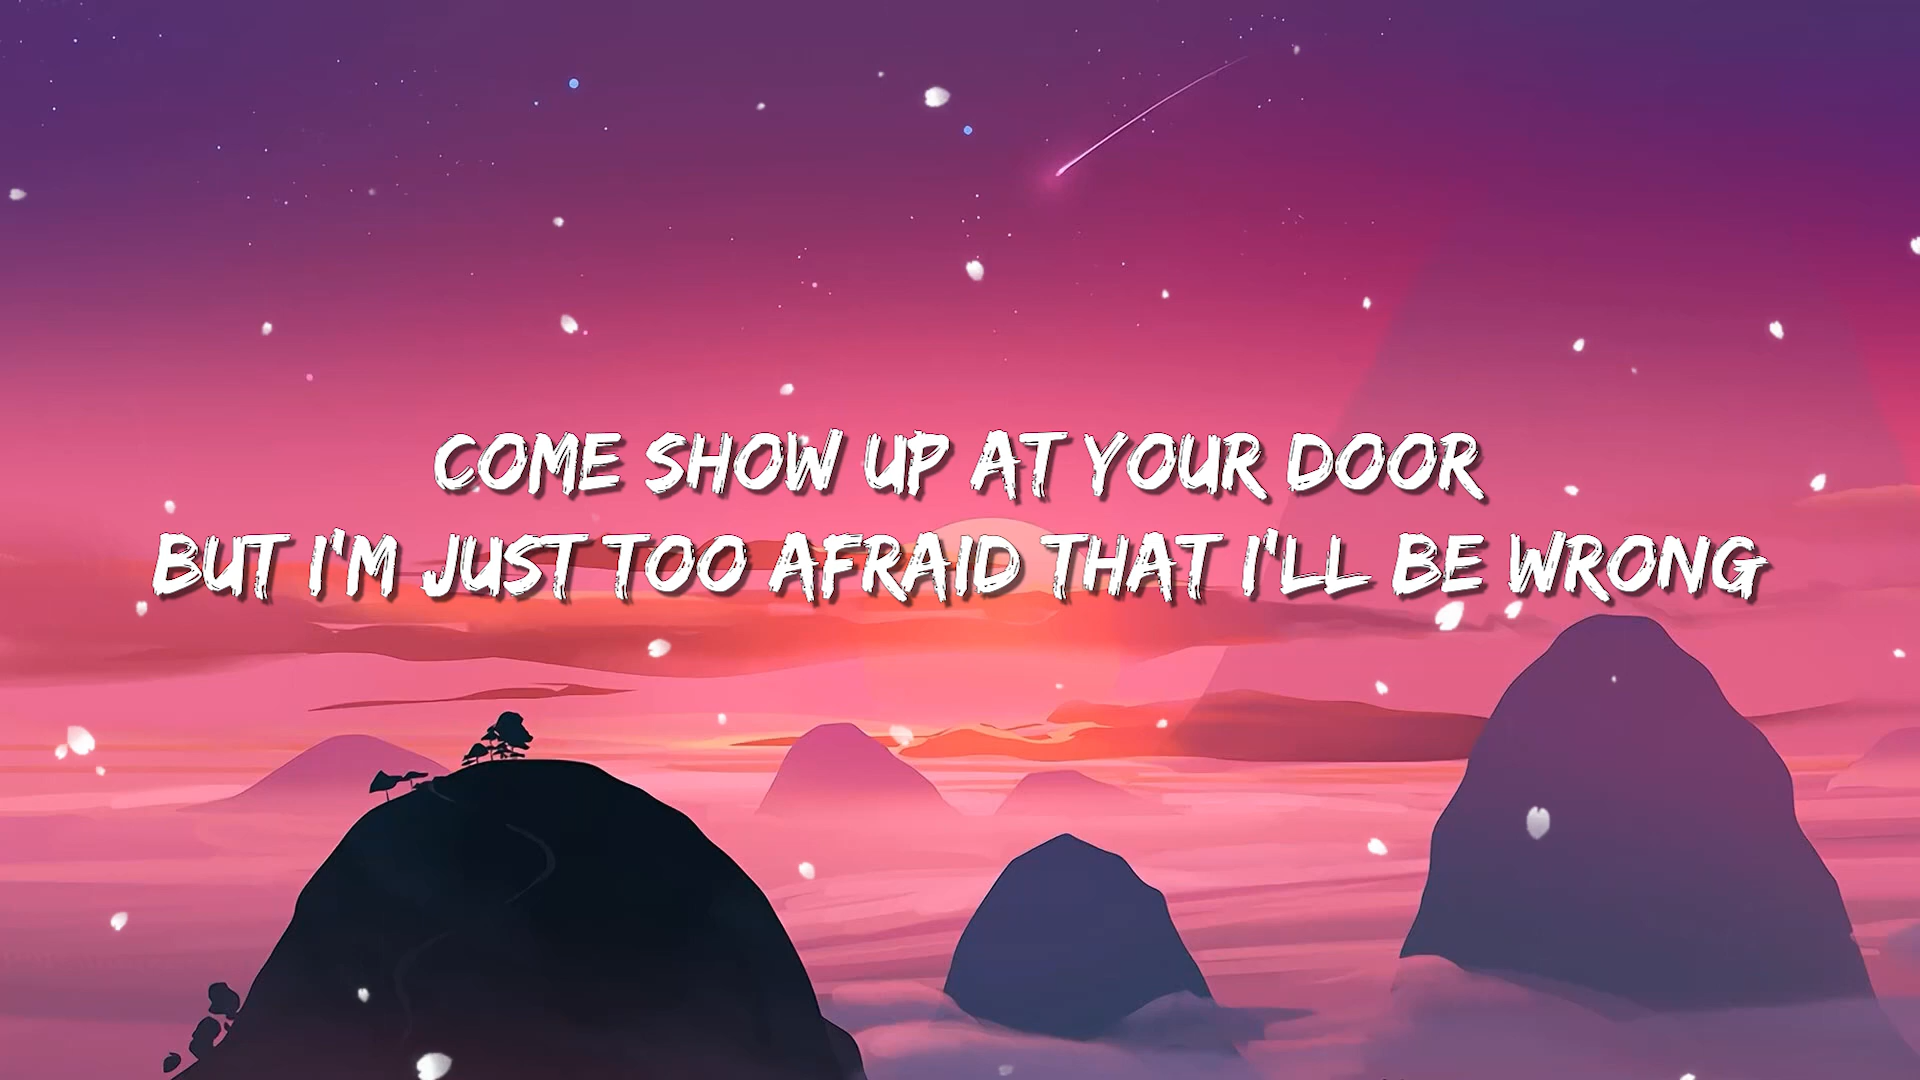 COME SHOW UP AT YOUR DOOR
BUT I'M JUST TOO AFRAID THAT I'LL BE WRONG